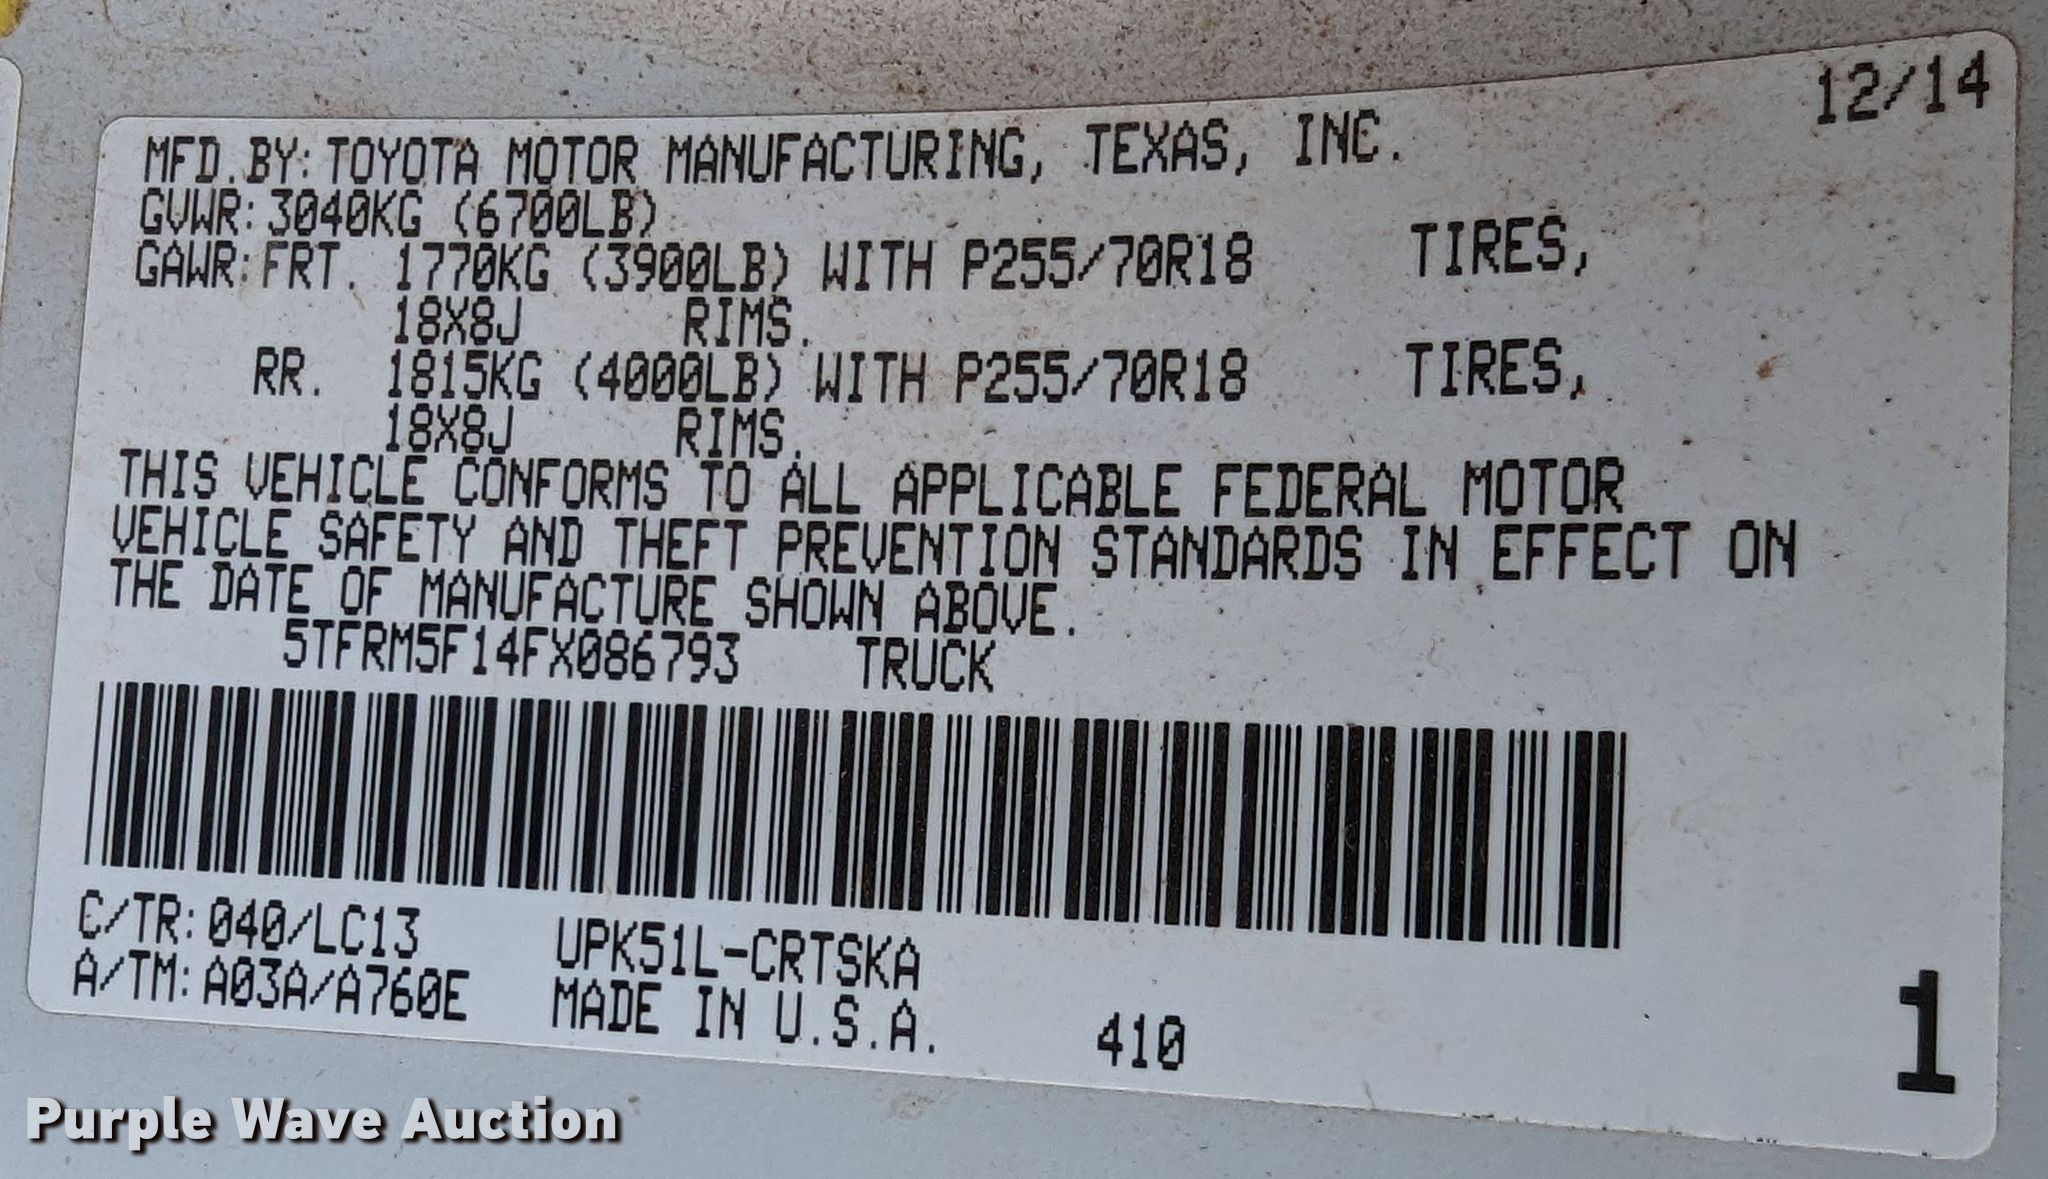 12/14
MFD.BY:TOYOTA MOTOR MANUFACTURING, TEXAS, INC.
GVWR:3040KG (6700LB)
GAWR:FRT. 1770KG (3900LB) WITH P255/70R18 TIRES,
18X8J RIMS.
RR. 1815KG (4000LB) WITH P255/70R18 TIRES,
18X8J RIMS.
THIS VEHICLE CONFORMS TO ALL APPLICABLE FEDERAL MOTOR
VEHICLE SAFETY AND THEFT PREVENTION STANDARDS IN EFFECT ON
THE DATE OF MANUFACTURE SHOWN ABOVE.
5TFRM5F14FX086793 TRUCK
C/TR:040/LC13 UPK51L-CRTSKA
A/TM:A03A/A760E MADE IN U.S.A. 410
1
Purple Wave Auction